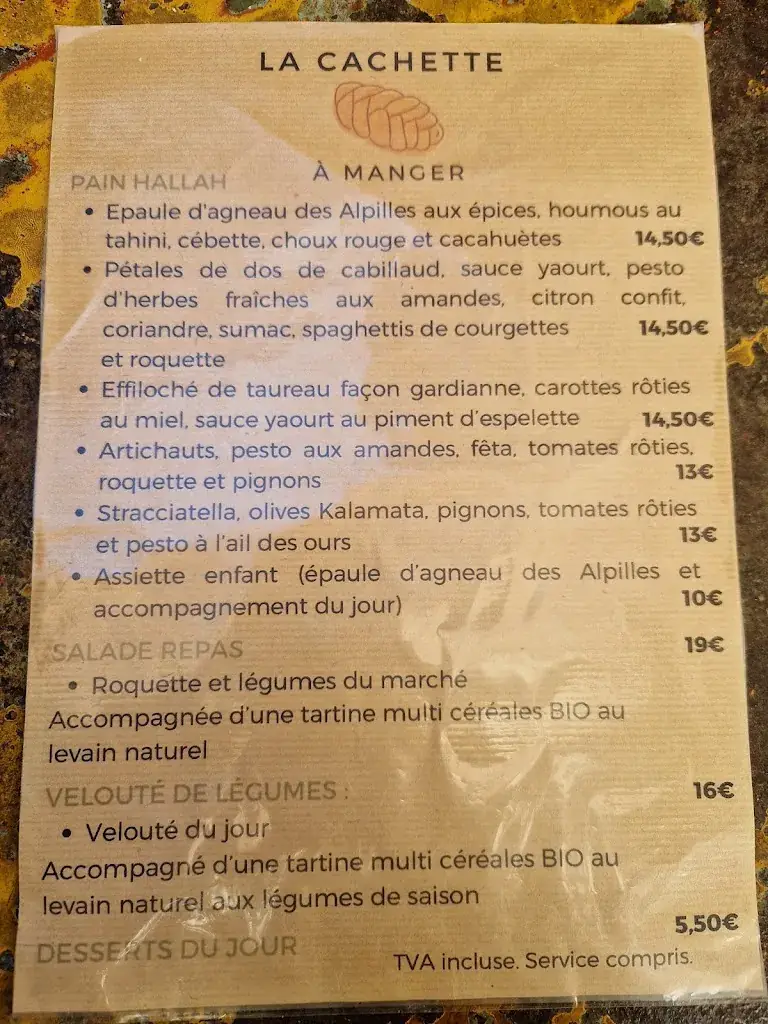 LA CACHETTE
À MANGER
PAIN HALLAH
• Epaule d'agneau des Alpilles aux épices, houmous au
tahini, cébette, choux rouge et cacahuètes 14,50€
• Pétales de dos de cabillaud, sauce yaourt, pesto
d'herbes fraîches aux amandes, citron confit,
coriandre, sumac, spaghettis de courgettes 14,50€
et roquette
• Effiloché de taureau façon gardianne, carottes rôties
au miel, sauce yaourt au piment d'espelette 14,50€
• Artichauts, pesto aux amandes, fêta, tomates rôties,
roquette et pignons 13€
• Stracciatella, olives Kalamata, pignons, tomates rôties
et pesto à l'ail des ours 13€
• Assiette enfant (épaule d'agneau des Alpilles et
accompagnement du jour) 10€
SALADE REPAS 19€
• Roquette et légumes du marché
Accompagnée d'une tartine multi céréales BIO au
levain naturel
VELOUTÉ DE LÉGUMES : 16€
• Velouté du jour
Accompagné d'une tartine multi céréales BIO au
levain naturel aux légumes de saison
DESSERTS DU JOUR 5,50€
TVA incluse. Service compris.